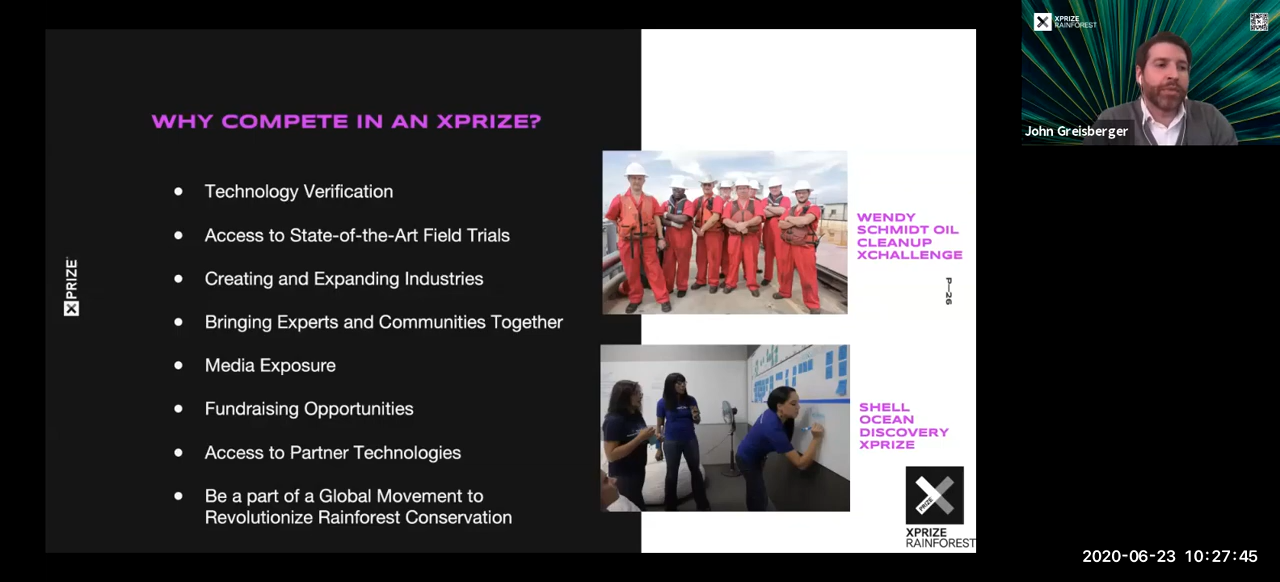 WHY COMPETE IN AN XPRIZE?
Technology Verification
Access to State-of-the-Art Field Trials
Creating and Expanding Industries
Bringing Experts and Communities Together
Media Exposure
Fundraising Opportunities
Access to Partner Technologies
Be a part of a Global Movement to
Revolutionize Rainforest Conservation
XPRIZE
WENDY
SCHMIDT OIL
CLEANUP
XCHALLENGE
P—26
SHELL
OCEAN
DISCOVERY
XPRIZE
PRIZE
XPRIZE
RAINFOREST
XPRIZE
RAINFOREST
John Greisberger
2020-06-23 10:27:45